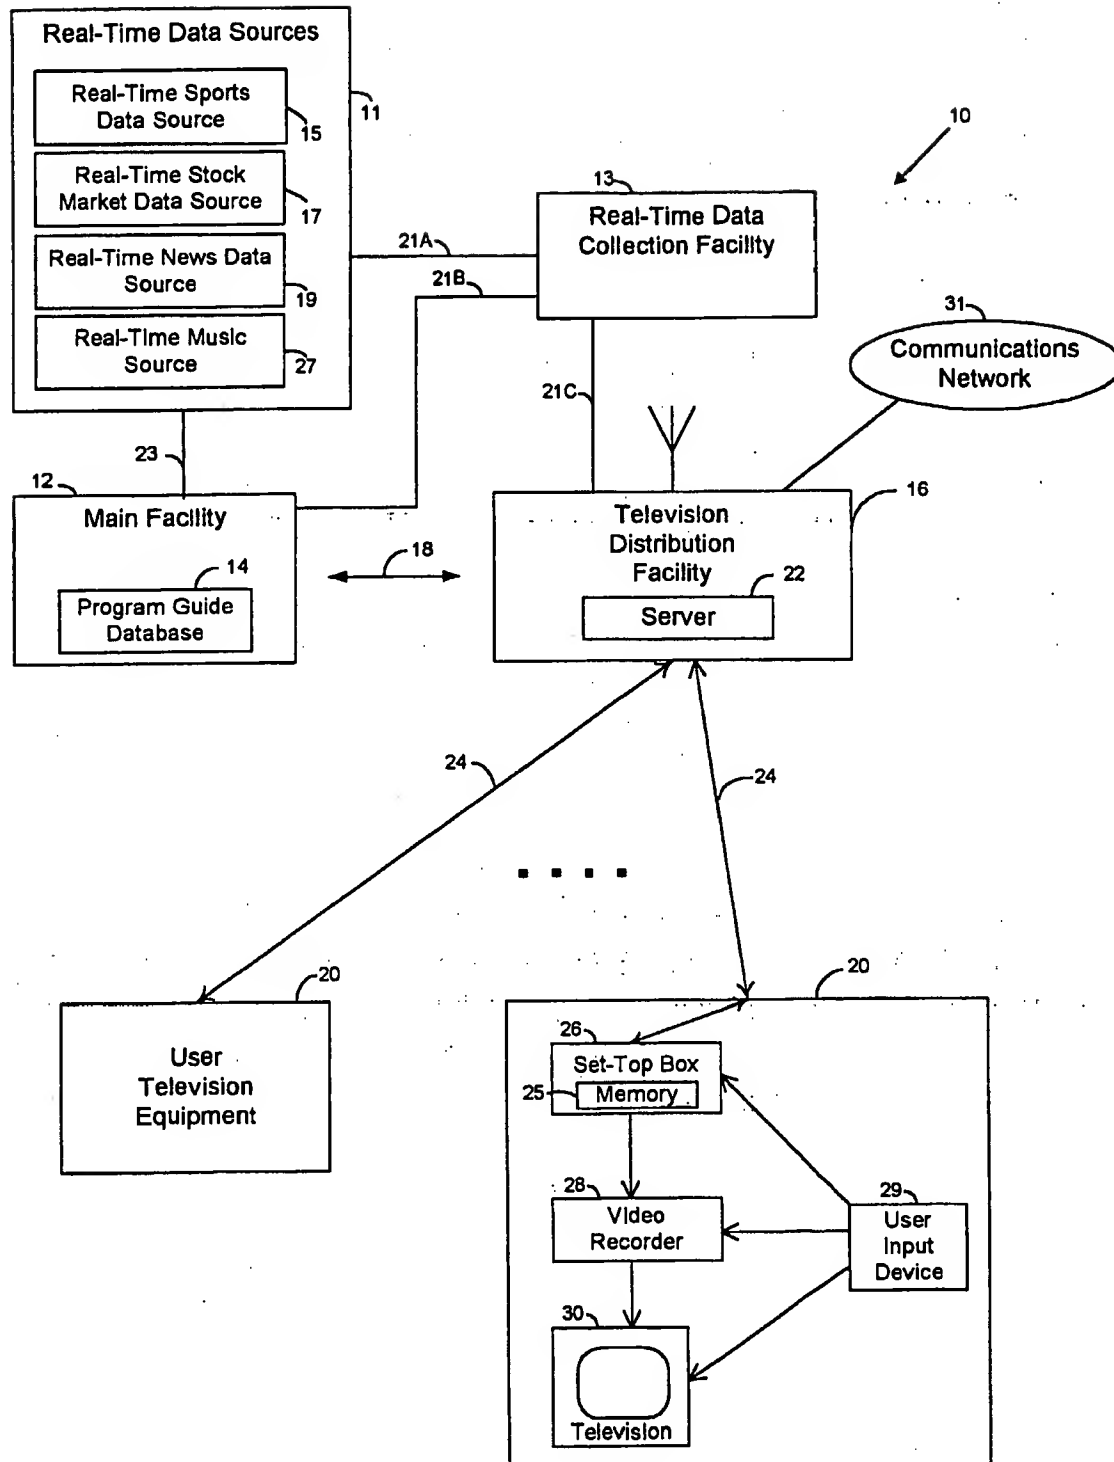 Real-Time Data Sources
11
Real-Time Sports
Data Source
15
Real-Time Stock
Market Data Source
17
Real-Time News Data
Source
19
Real-Time Music
Source
27
10
13
Real-Time Data
Collection Facility
21A
21B
21C
31
Communications
Network
23
12
Main Facility
14
Program Guide
Database
18
16
Television
Distribution
Facility
22
Server
24
24
20
User
Television
Equipment
20
26
Set-Top Box
25
Memory
28
Video
Recorder
29
User
Input
Device
30
Television